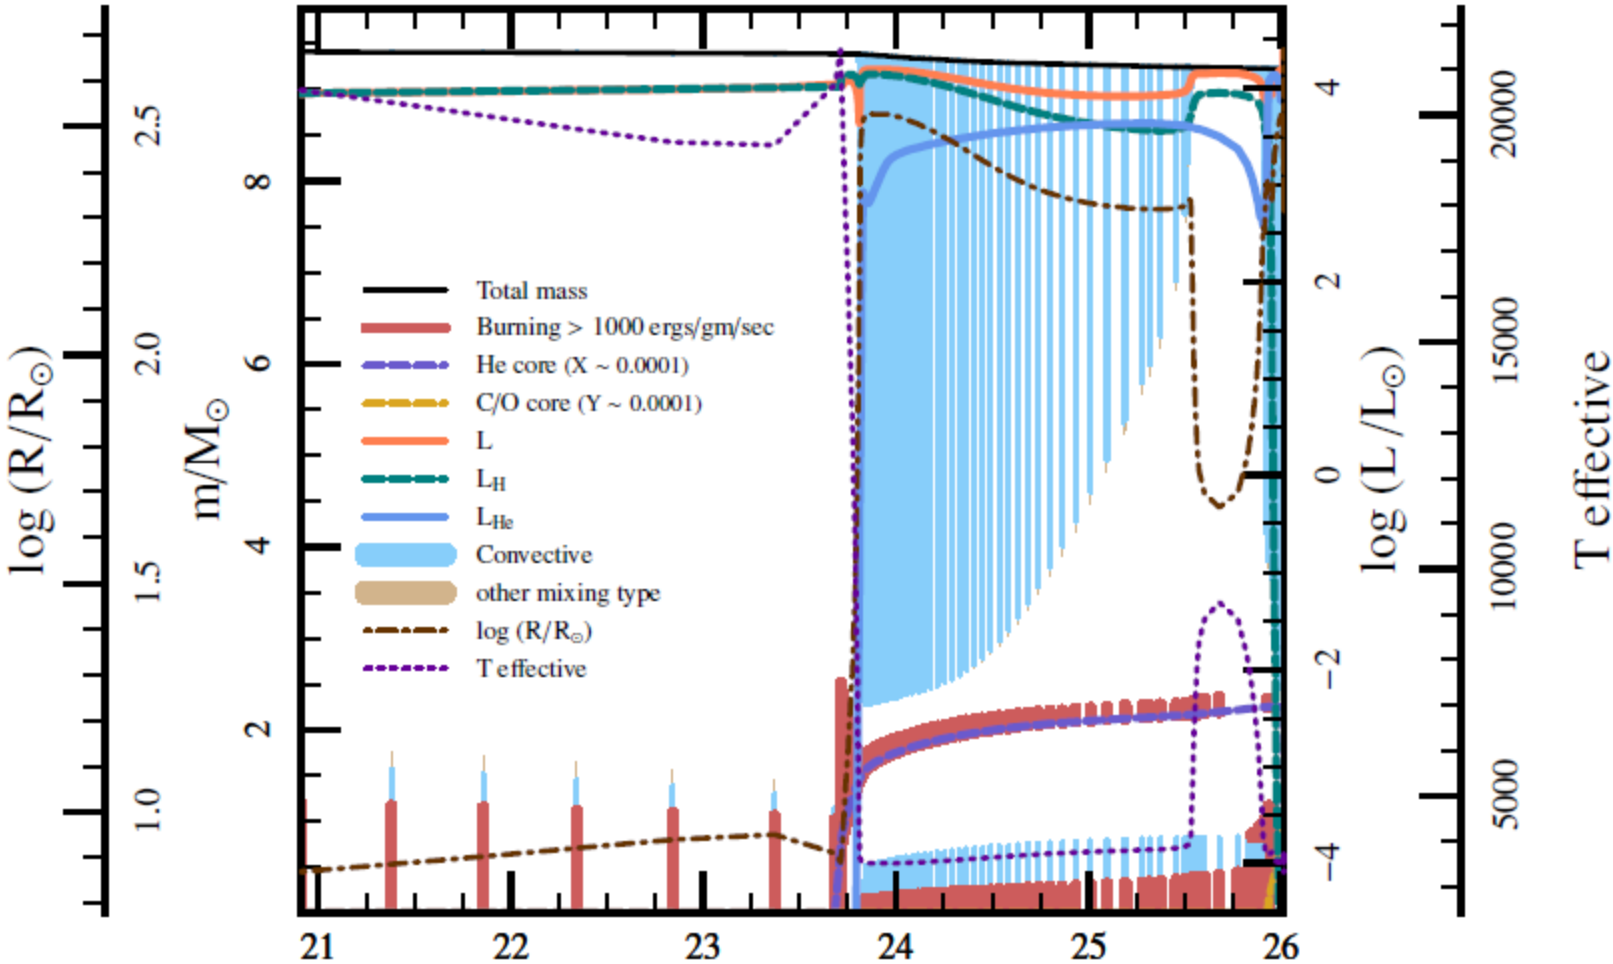 log (R/R⊙)
2.5
2.0
1.5
1.0
m/M⊙
8
6
4
2
Total mass
Burning > 1000 ergs/gm/sec
He core (X ~ 0.0001)
C/O core (Y ~ 0.0001)
L
L_H
L_He
Convective
other mixing type
log (R/R⊙)
T effective
4
2
0
−2
−4
log (L/L⊙)
20000
15000
10000
5000
T effective
21 22 23 24 25 26